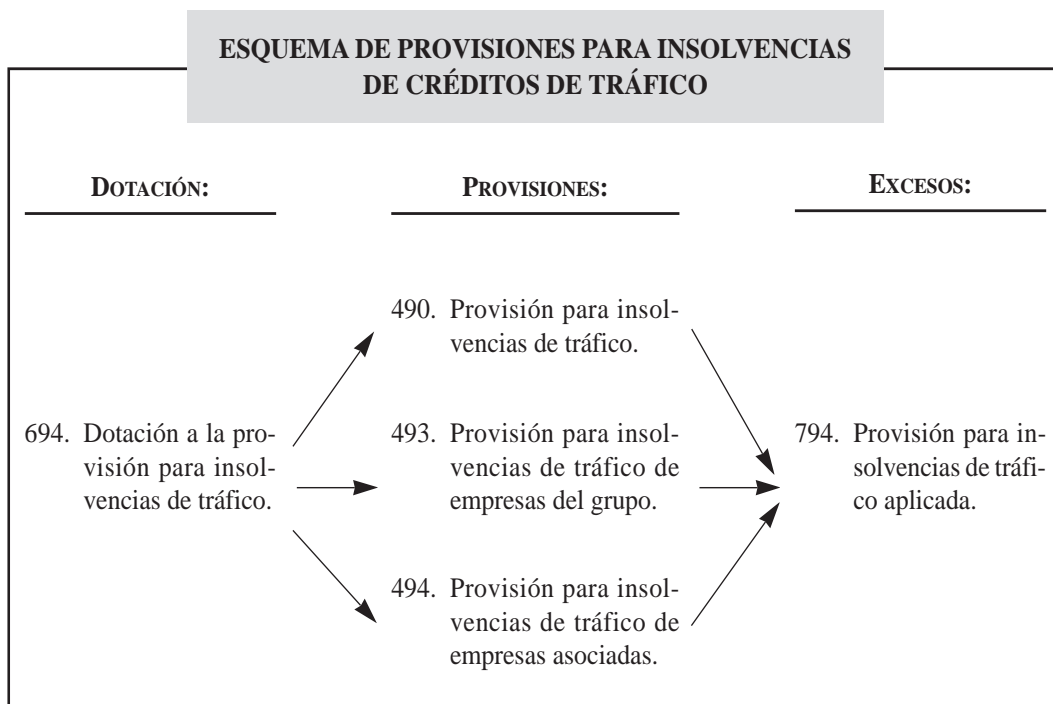 ESQUEMA DE PROVISIONES PARA INSOLVENCIAS
DE CRÉDITOS DE TRÁFICO
DOTACIÓN:
PROVISIONES:
EXCESOS:
490. Provisión para insol-
vencias de tráfico.
694. Dotación a la pro-
visión para insol-
vencias de tráfico.
493. Provisión para insol-
vencias de tráfico de
empresas del grupo.
794. Provisión para in-
solvencias de tráfi-
co aplicada.
494. Provisión para insol-
vencias de tráfico de
empresas asociadas.